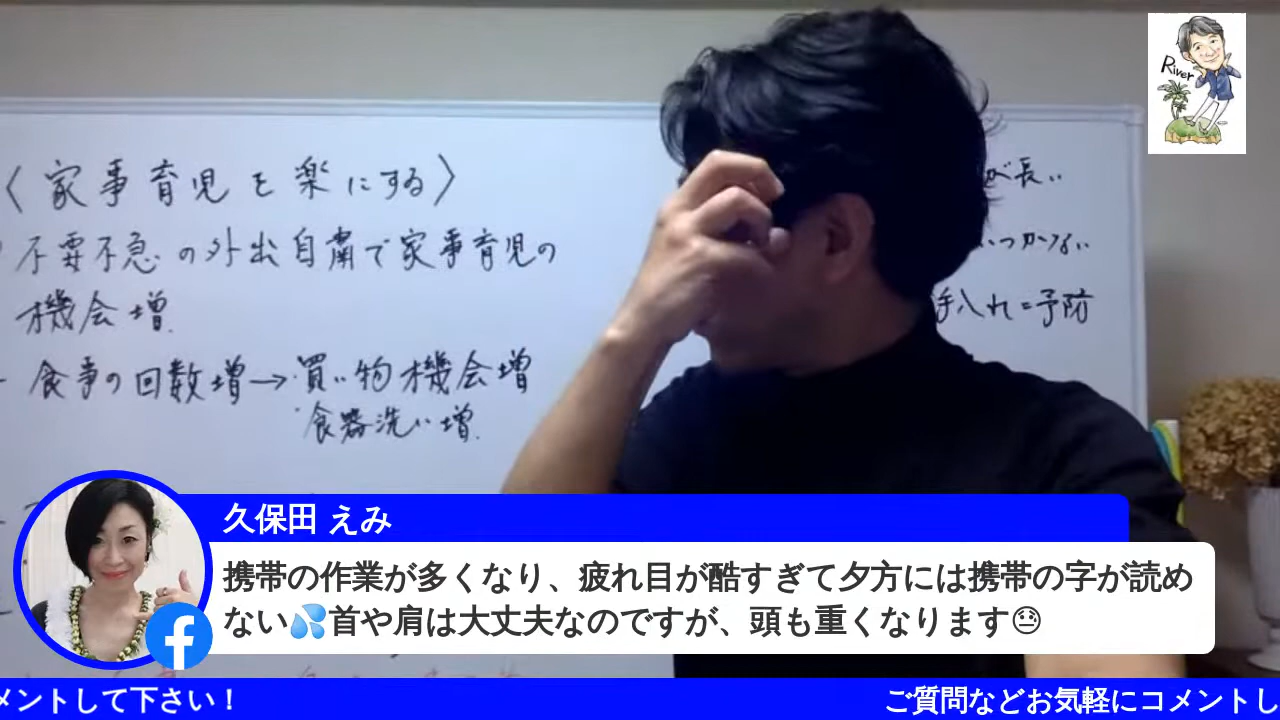 River
〈家事育児を楽にする〉
不要不急の外出自粛で家事育児の
機会増
食事の回数増→・買い物機会増
・食器洗い増
が長い
つかない
手入れ=予防
久保田 えみ
携帯の作業が多くなり、疲れ目が酷すぎて夕方には携帯の字が読め
ない💦首や肩は大丈夫なのですが、頭も重くなります😓
メントして下さい！
ご質問などお気軽にコメントし